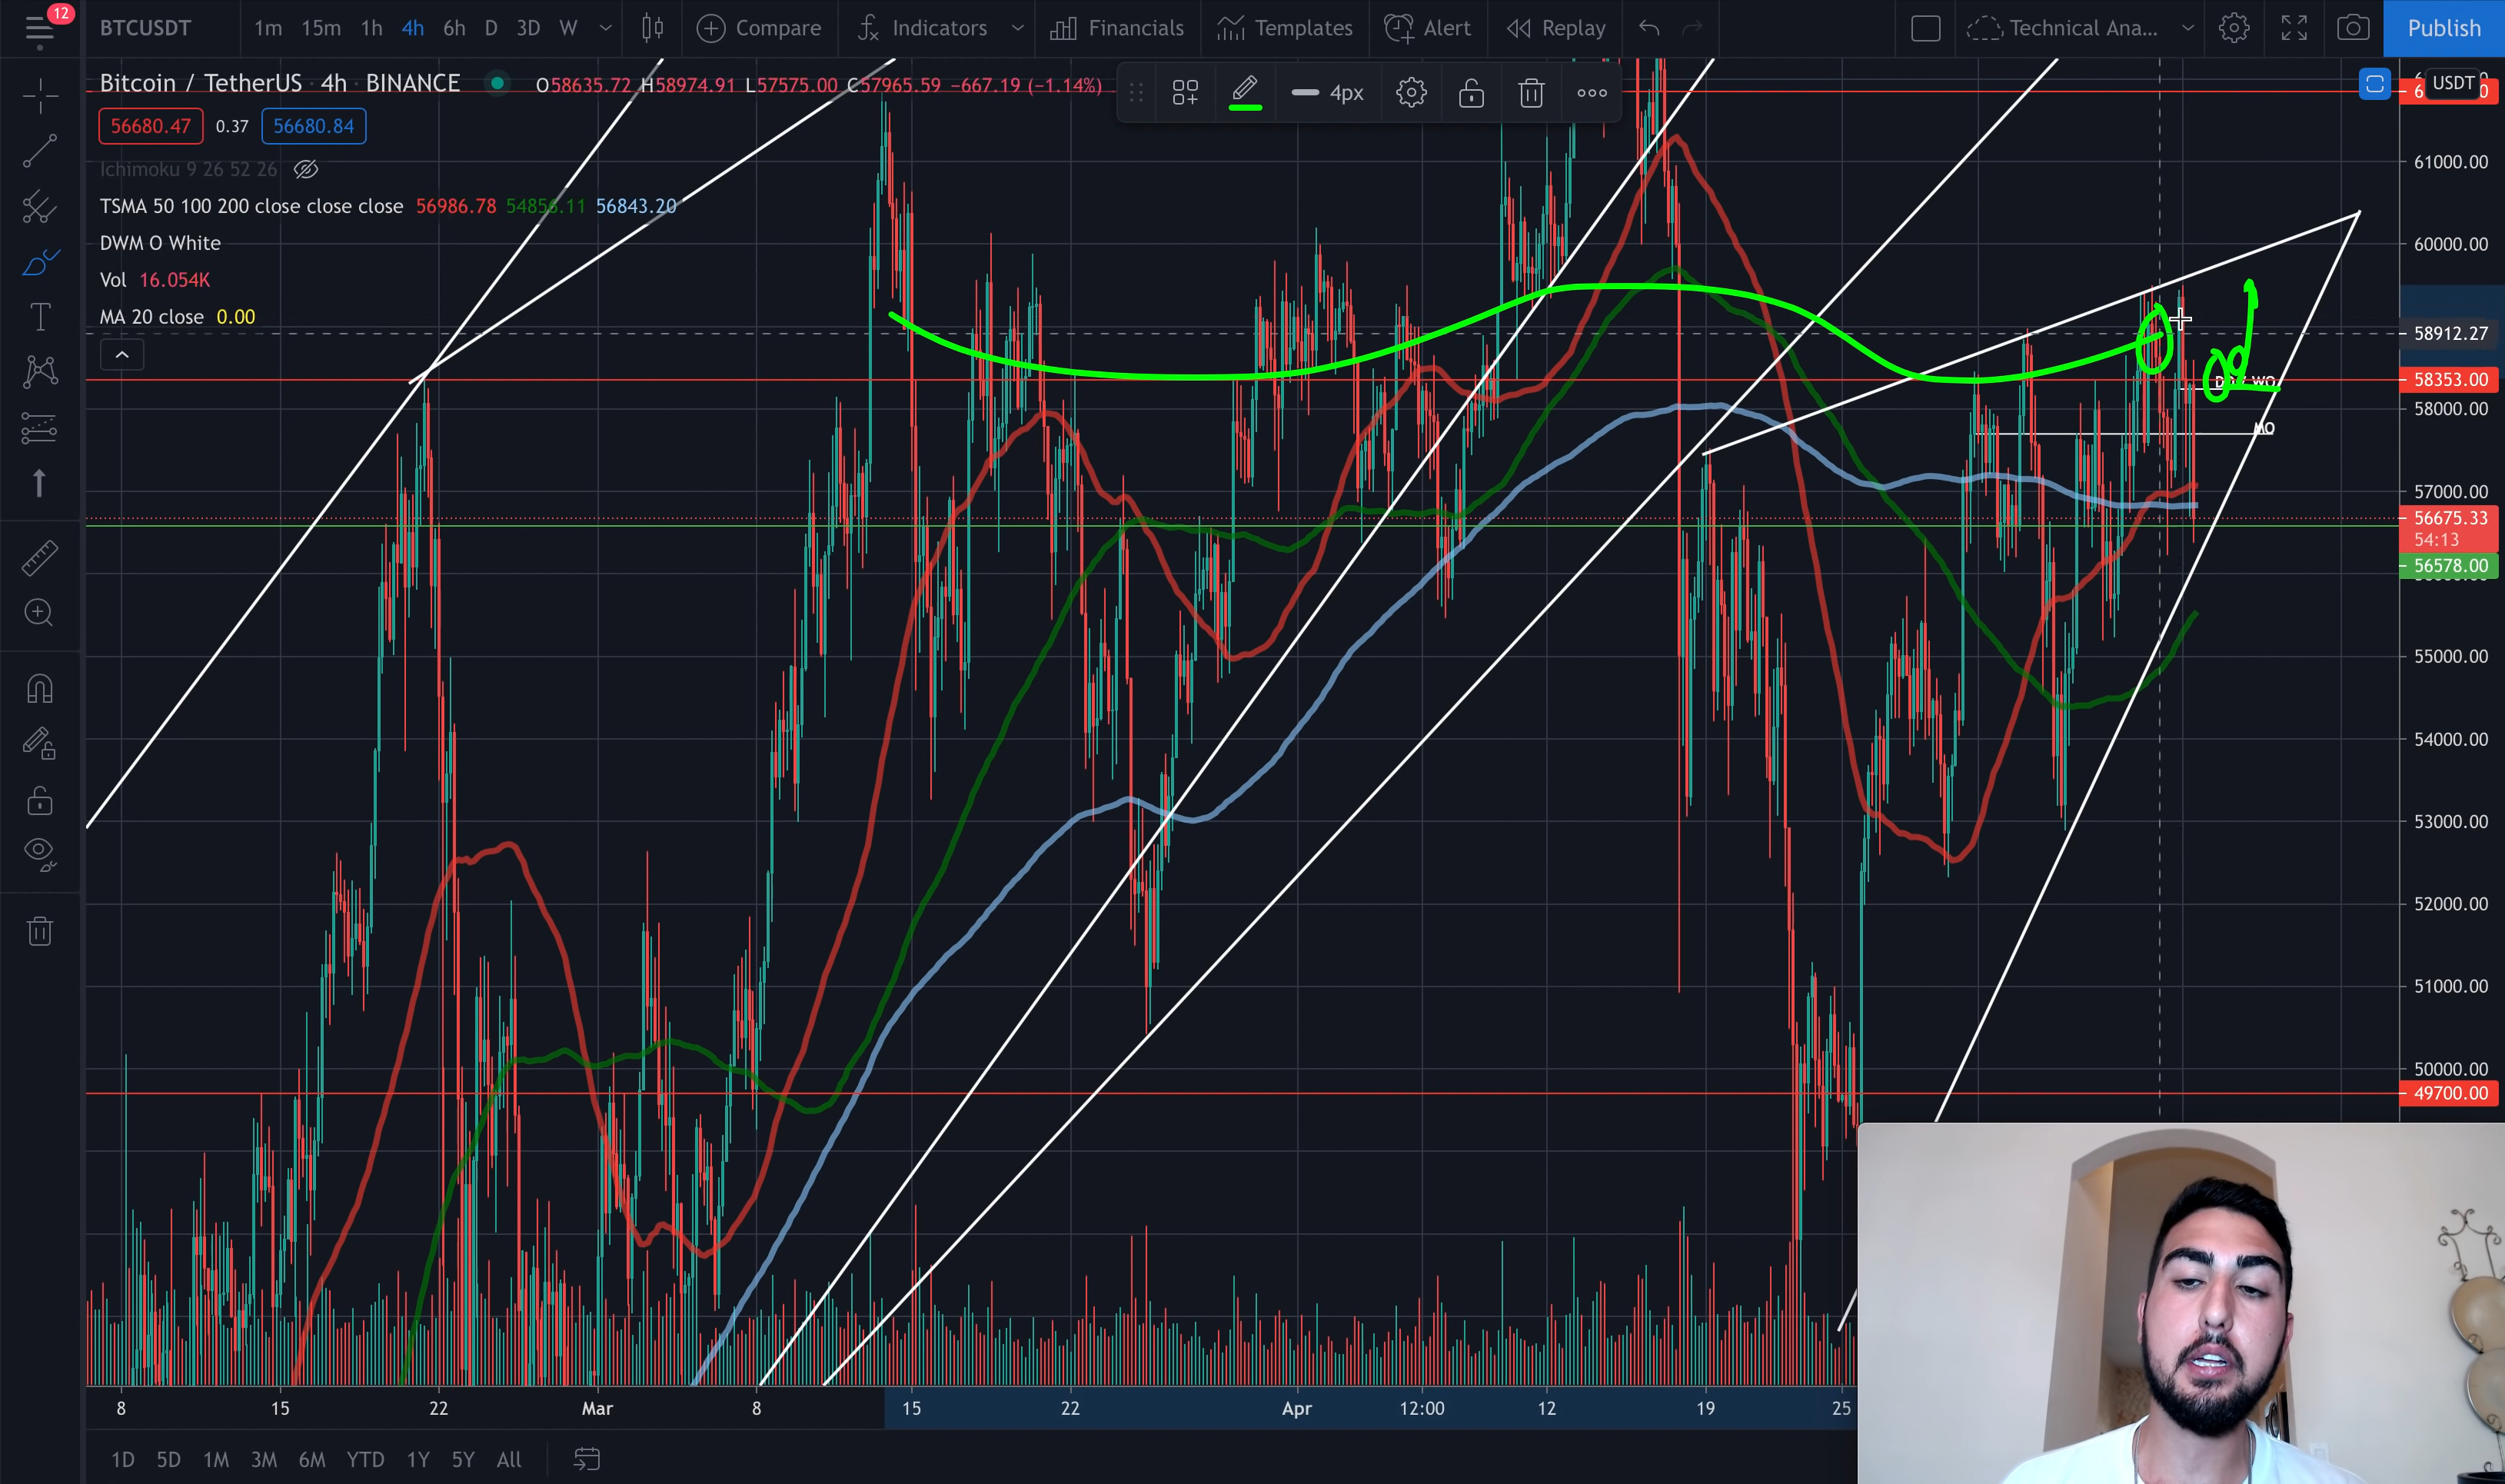 12
BTCUSDT 1m 15m 1h 4h 6h D 3D W Compare Indicators Financials Templates Alert Replay Technical Ana... Publish
Bitcoin / TetherUS · 4h · BINANCE O58635.72 H58974.91 L57575.00 C57965.59 −667.19 (−1.14%)
4px
USDT
56680.47 0.37 56680.84
Ichimoku 9 26 52 26
TSMA 50 100 200 close close close 56986.78 54856.11 56843.20
DWM O White
Vol 16.054K
MA 20 close 0.00
61000.00
60000.00
58912.27
58353.00
58000.00
WO
MO
57000.00
56675.33
54:13
56578.00
55000.00
54000.00
53000.00
52000.00
51000.00
50000.00
49700.00
8 15 22 Mar 8 15 22 Apr 12:00 12 19 25
1D 5D 1M 3M 6M YTD 1Y 5Y All